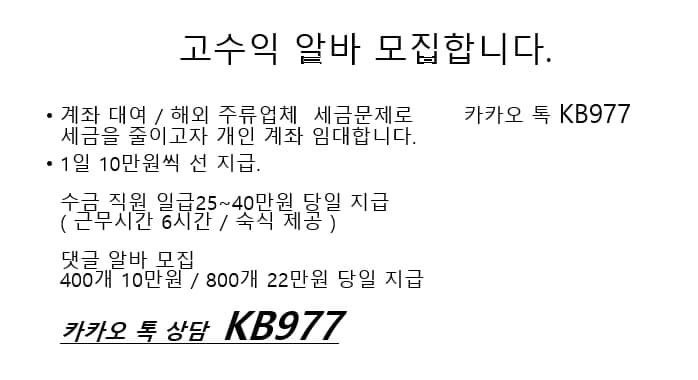 고수익 알바 모집합니다.
• 계좌 대여 / 해외 주류업체 세금문제로 카카오 톡 KB977
세금을 줄이고자 개인 계좌 임대합니다.
• 1일 10만원씩 선 지급.
수금 직원 일급25~40만원 당일 지급
( 근무시간 6시간 / 숙식 제공 )
댓글 알바 모집
400개 10만원 / 800개 22만원 당일 지급
카카오 톡 상담 KB977